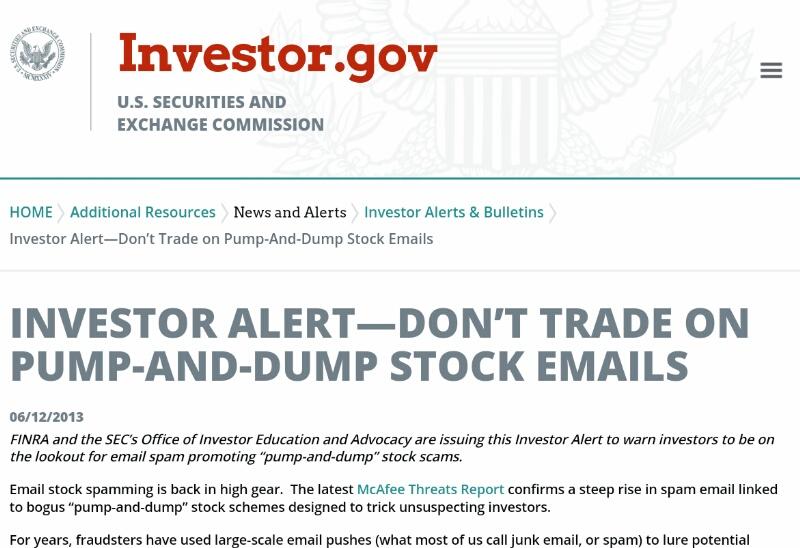 Investor.gov
U.S. SECURITIES AND
EXCHANGE COMMISSION
HOME
Additional Resources
News and Alerts
Investor Alerts & Bulletins
Investor Alert—Don’t Trade on Pump-And-Dump Stock Emails
INVESTOR ALERT—DON’T TRADE ON
PUMP-AND-DUMP STOCK EMAILS
06/12/2013
FINRA and the SEC’s Office of Investor Education and Advocacy are issuing this Investor Alert to warn investors to be on
the lookout for email spam promoting “pump-and-dump” stock scams.
Email stock spamming is back in high gear.  The latest McAfee Threats Report confirms a steep rise in spam email linked
to bogus “pump-and-dump” stock schemes designed to trick unsuspecting investors.
For years, fraudsters have used large-scale email pushes (what most of us call junk email, or spam) to lure potential